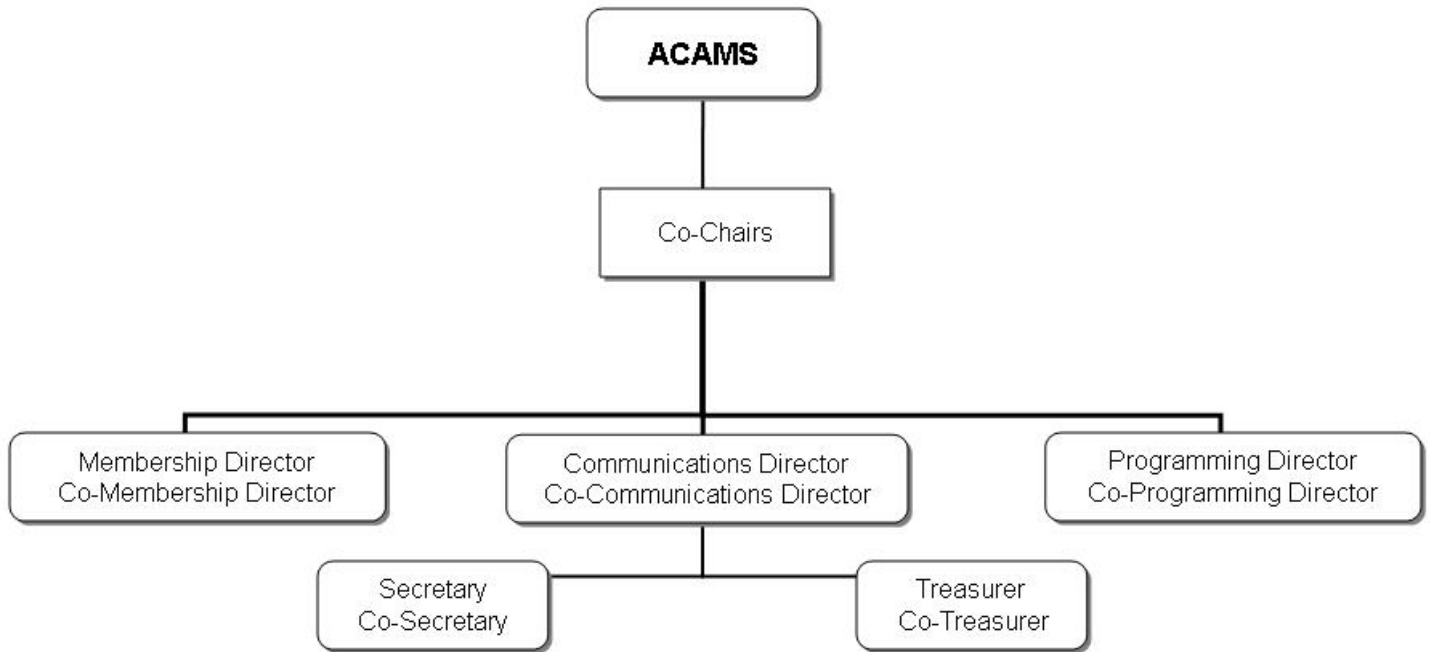 ACAMS
Co-Chairs
Membership Director
Co-Membership Director
Communications Director
Co-Communications Director
Programming Director
Co-Programming Director
Secretary
Co-Secretary
Treasurer
Co-Treasurer